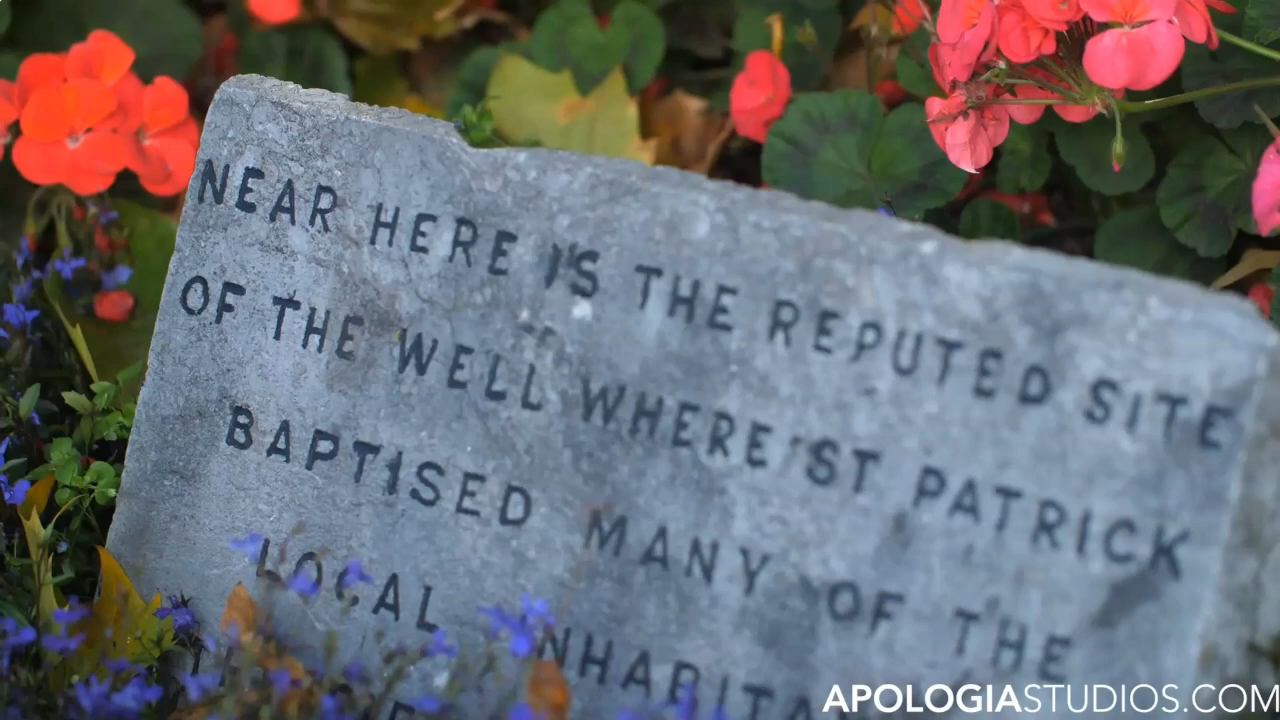 NEAR HERE IS THE REPUTED SITE
OF THE WELL WHERE ST PATRICK
BAPTISED MANY OF THE
LOCAL
APOLOGIASTUDIOS.COM